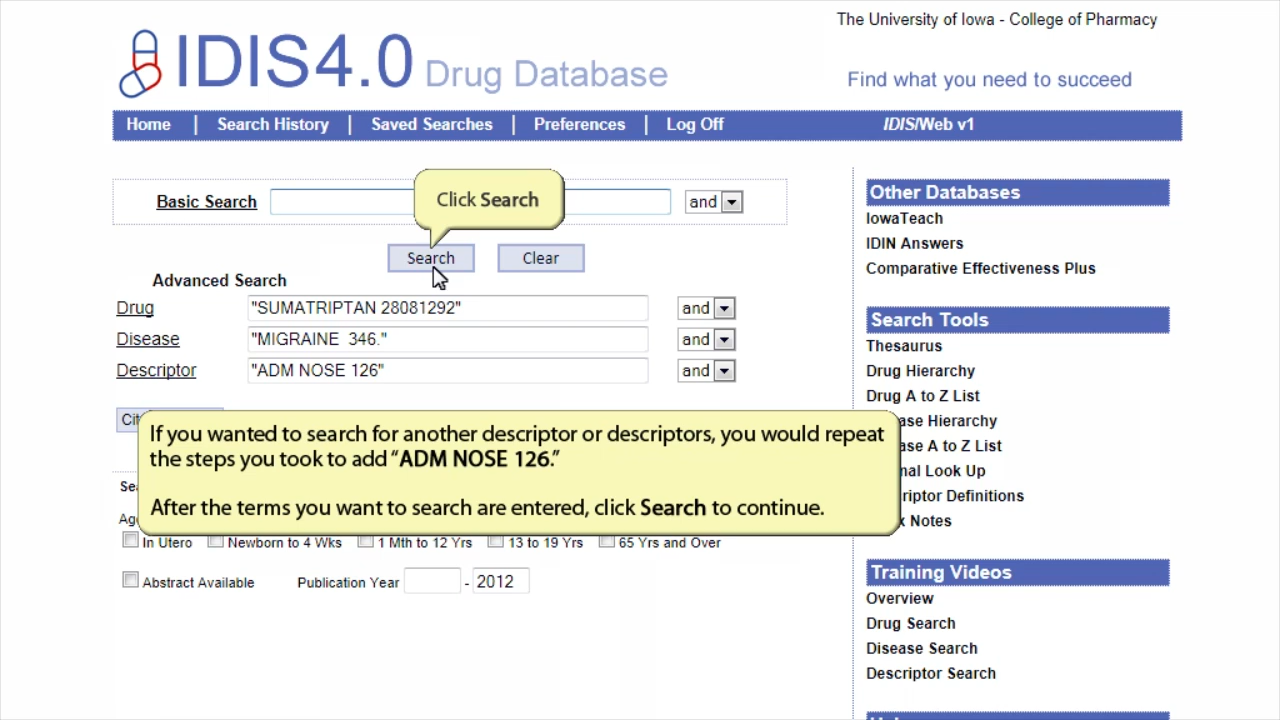 The University of Iowa - College of Pharmacy
IDIS4.0 Drug Database
Find what you need to succeed
Home | Search History | Saved Searches | Preferences | Log Off
IDIS/Web v1
Basic Search
and
Click Search
Search
Clear
Advanced Search
Drug "SUMATRIPTAN 28081292" and
Disease "MIGRAINE  346." and
Descriptor "ADM NOSE 126" and
If you wanted to search for another descriptor or descriptors, you would repeat
the steps you took to add “ADM NOSE 126.”
After the terms you want to search are entered, click Search to continue.
In Utero Newborn to 4 Wks 1 Mth to 12 Yrs 13 to 19 Yrs 65 Yrs and Over
Abstract Available Publication Year - 2012
Other Databases
IowaTeach
IDIN Answers
Comparative Effectiveness Plus
Search Tools
Thesaurus
Drug Hierarchy
Drug A to Z List
Hierarchy
A to Z List
Look Up
Definitions
Notes
Training Videos
Overview
Drug Search
Disease Search
Descriptor Search